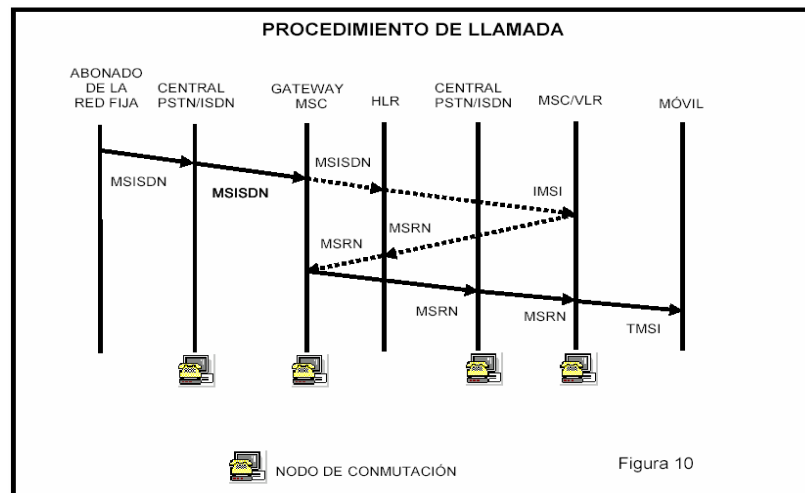 PROCEDIMIENTO DE LLAMADA
ABONADO
DE LA
RED FIJA
CENTRAL
PSTN/ISDN
GATEWAY
MSC
HLR
CENTRAL
PSTN/ISDN
MSC/VLR
MÓVIL
MSISDN
MSISDN
MSISDN
IMSI
MSRN
MSRN
MSRN
MSRN
TMSI
NODO DE CONMUTACIÓN
Figura 10